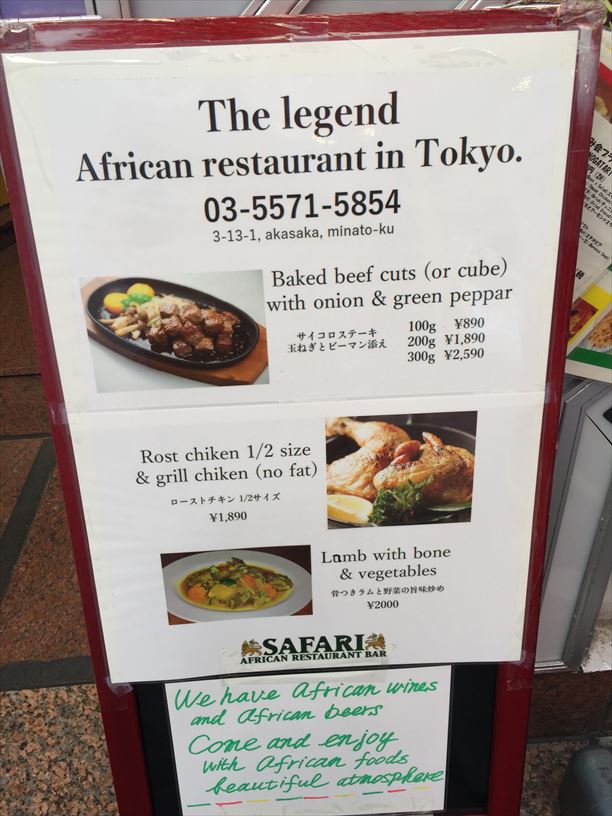 The legend
African restaurant in Tokyo.
03-5571-5854
3-13-1, akasaka, minato-ku
Baked beef cuts (or cube)
with onion & green peppar
サイコロステーキ
玉ねぎとピーマン添え
100g ¥890
200g ¥1,890
300g ¥2,590
Rost chiken 1/2 size
& grill chiken (no fat)
ローストチキン 1/2サイズ
¥1,890
Lamb with bone
& vegetables
骨つきラムと野菜の旨味炒め
¥2000
SAFARI
AFRICAN RESTAURANT BAR
We have African wines
and African beers
Come and enjoy
with African foods
beautiful atmosphere